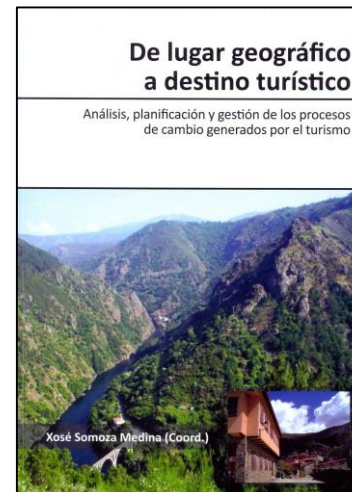 De lugar geográfico
a destino turístico
Análisis, planificación y gestión de los procesos
de cambio generados por el turismo
Xosé Somoza Medina (Coord.)